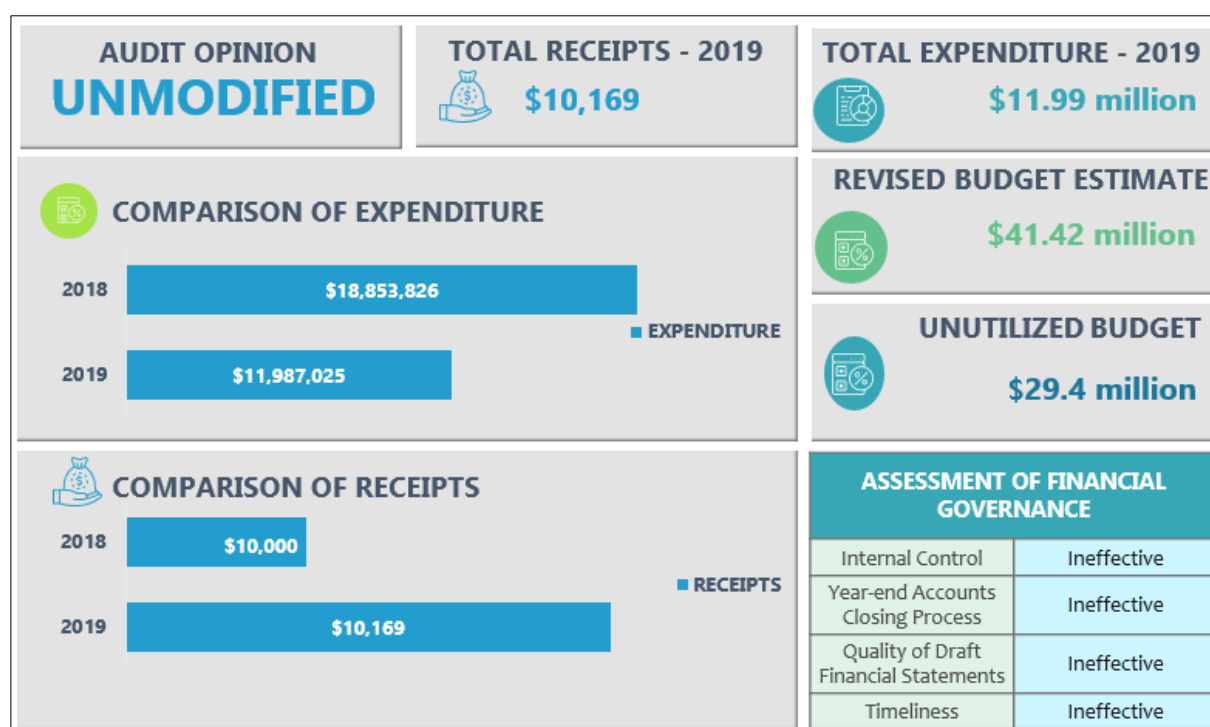 AUDIT OPINION
UNMODIFIED
TOTAL RECEIPTS - 2019
$10,169
TOTAL EXPENDITURE - 2019
$11.99 million
COMPARISON OF EXPENDITURE
2018
$18,853,826
EXPENDITURE
2019
$11,987,025
REVISED BUDGET ESTIMATE
$41.42 million
UNUTILIZED BUDGET
$29.4 million
COMPARISON OF RECEIPTS
2018
$10,000
RECEIPTS
2019
$10,169
ASSESSMENT OF FINANCIAL
GOVERNANCE
Internal Control Ineffective
Year-end Accounts
Closing Process
Ineffective
Quality of Draft
Financial Statements
Ineffective
Timeliness Ineffective